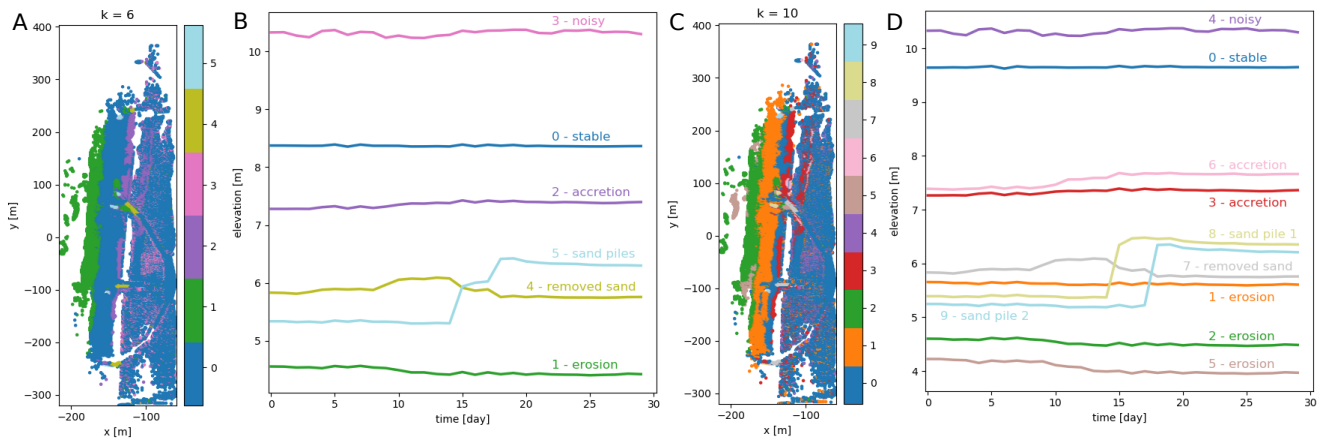 A
k = 6
400
300
200
100
0
−100
−200
−300
y [m]
−200
−100
x [m]
5
4
3
2
1
0
B
10
9
8
7
6
5
elevation [m]
3 - noisy
0 - stable
2 - accretion
5 - sand piles
4 - removed sand
1 - erosion
0
5
10
15
20
25
30
time [day]
C
k = 10
400
300
200
100
0
−100
−200
−300
y [m]
−200
−100
x [m]
9
8
7
6
5
4
3
2
1
0
D
10
9
8
7
6
5
4
elevation [m]
4 - noisy
0 - stable
6 - accretion
3 - accretion
8 - sand pile 1
7 - removed sand
1 - erosion
9 - sand pile 2
2 - erosion
5 - erosion
0
5
10
15
20
25
30
time [day]